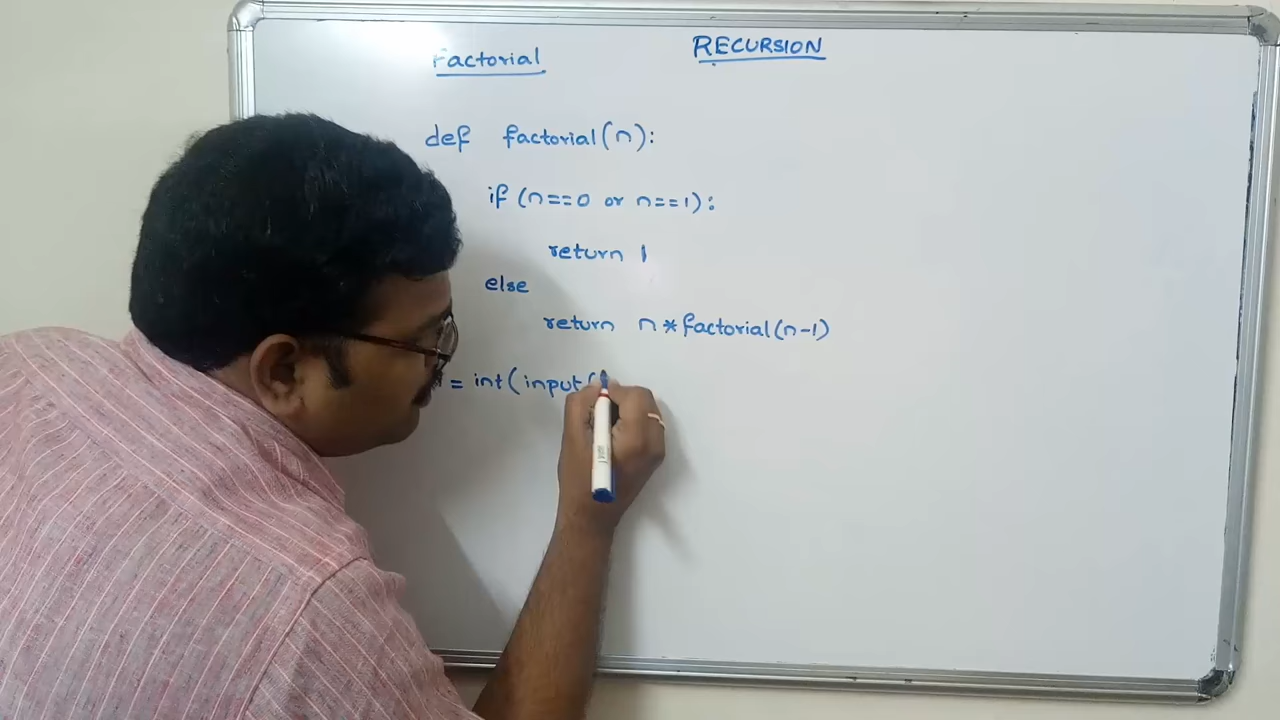 RECURSION
Factorial
def factorial(n):
if (n==0 or n==1):
return 1
else
return n*factorial(n-1)
= int(input(